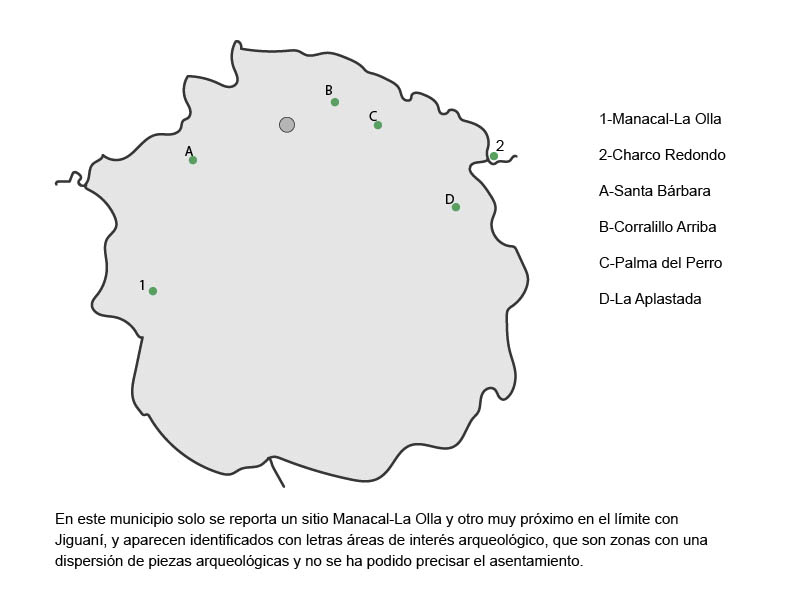 B
C
A
2
D
1
1-Manacal-La Olla
2-Charco Redondo
A-Santa Bárbara
B-Corralillo Arriba
C-Palma del Perro
D-La Aplastada
En este municipio solo se reporta un sitio Manacal-La Olla y otro muy próximo en el límite con
Jiguaní, y aparecen identificados con letras áreas de interés arqueológico, que son zonas con una
dispersión de piezas arqueológicas y no se ha podido precisar el asentamiento.